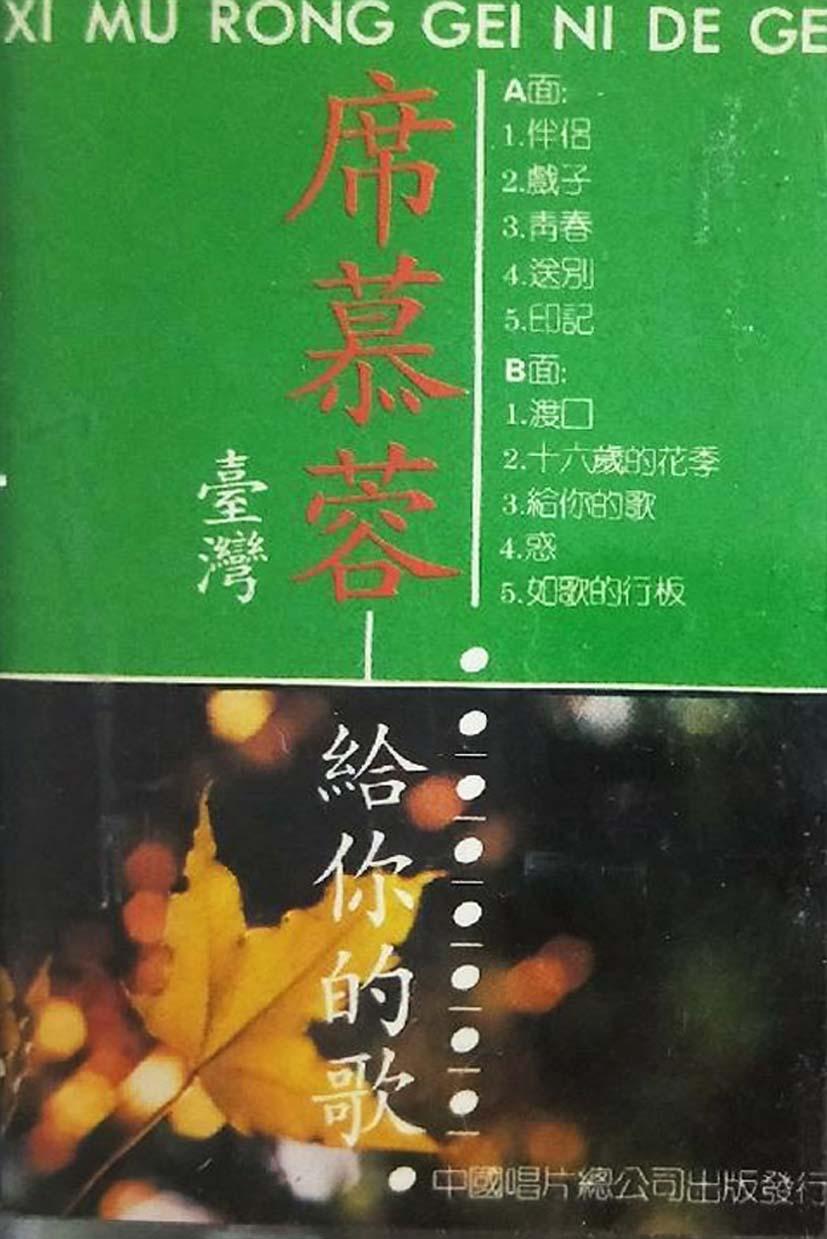 XI MU RONG GEI NI DE GE
席慕蓉
臺灣
A面:
1.伴侶
2.戲子
3.青春
4.送別
5.印記
B面:
1.渡口
2.十六歲的花季
3.給你的歌
4.惑
5.如歌的行板
給你的歌
中國唱片總公司出版發行